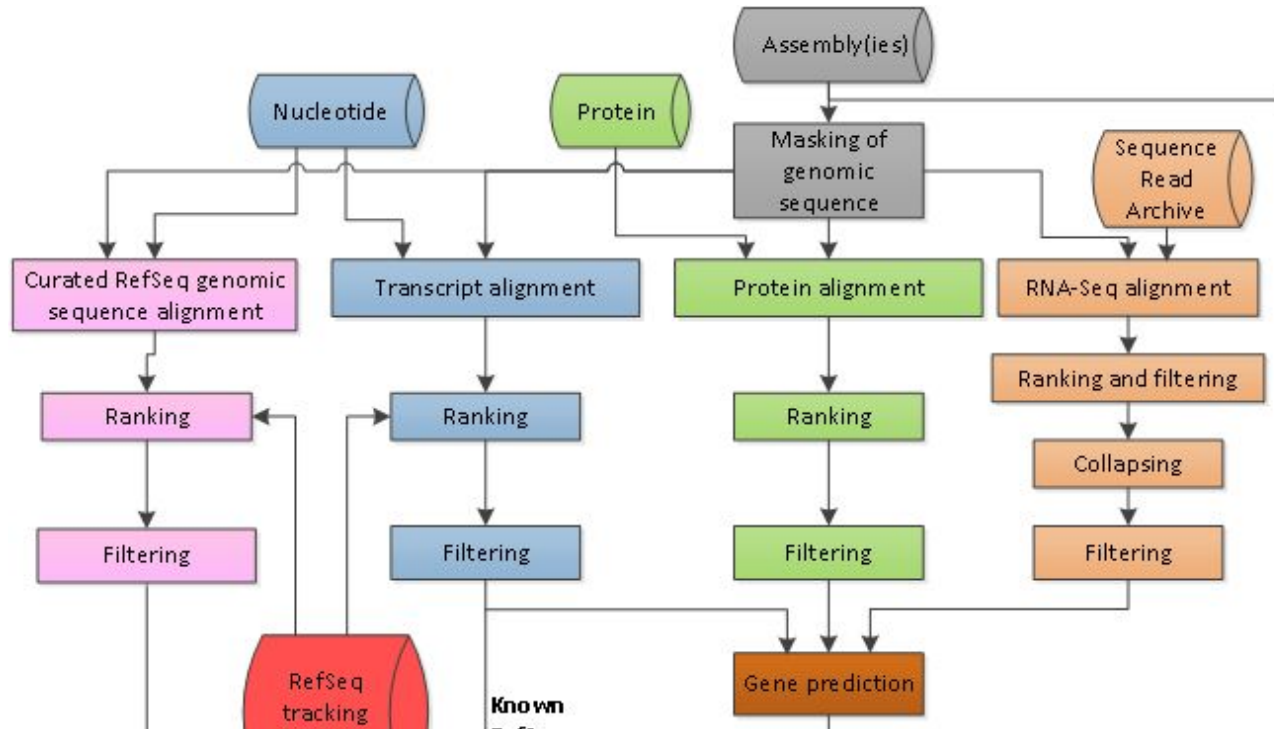 Assembly(ies)
Nucleotide
Protein
Masking of
genomic
sequence
Sequence
Read
Archive
Curated RefSeq genomic
sequence alignment
Transcript alignment
Protein alignment
RNA-Seq alignment
Ranking and filtering
Ranking
Ranking
Ranking
Collapsing
Filtering
Filtering
Filtering
Filtering
RefSeq
tracking
Gene prediction
Known